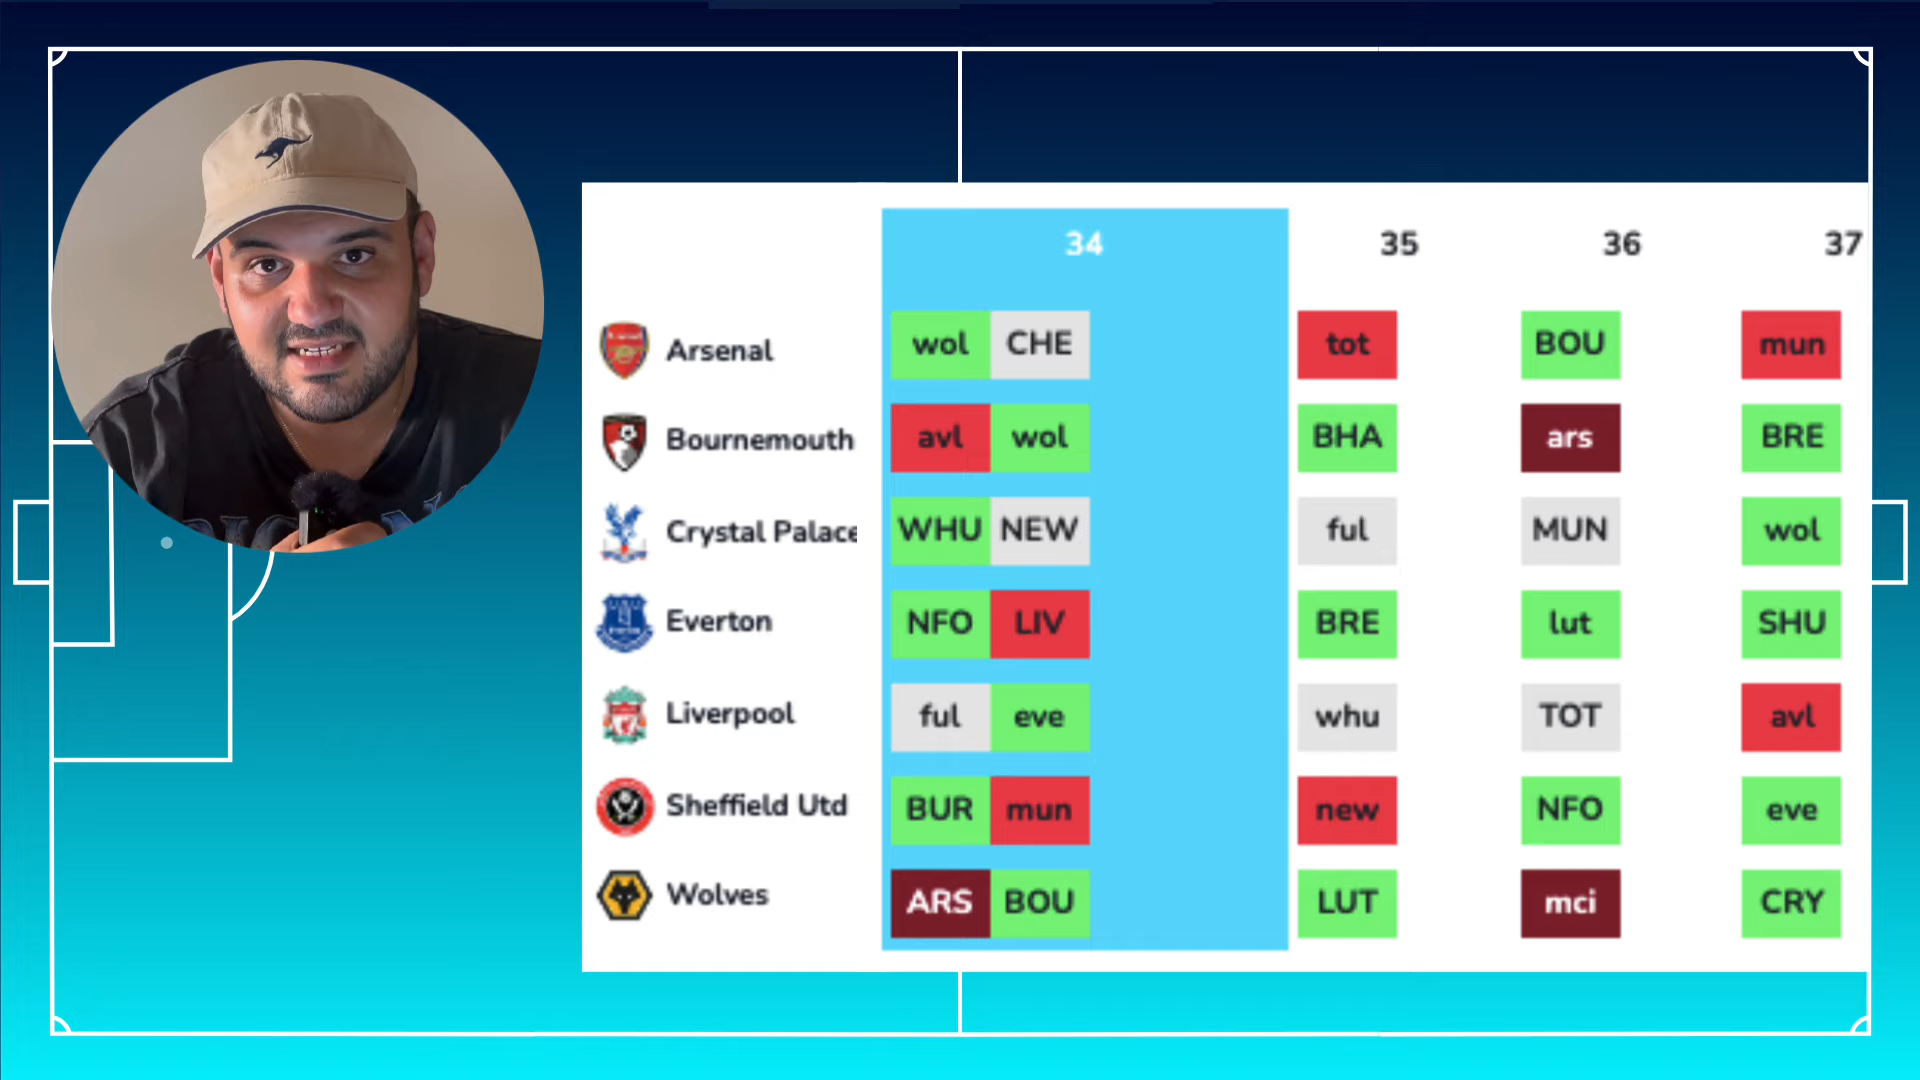 34 35 36 37
Arsenal wol CHE tot BOU mun
Bournemouth avl wol BHA ars BRE
Crystal Palace WHU NEW ful MUN wol
Everton NFO LIV BRE lut SHU
Liverpool ful eve whu TOT avl
Sheffield Utd BUR mun new NFO eve
Wolves ARS BOU LUT mci CRY